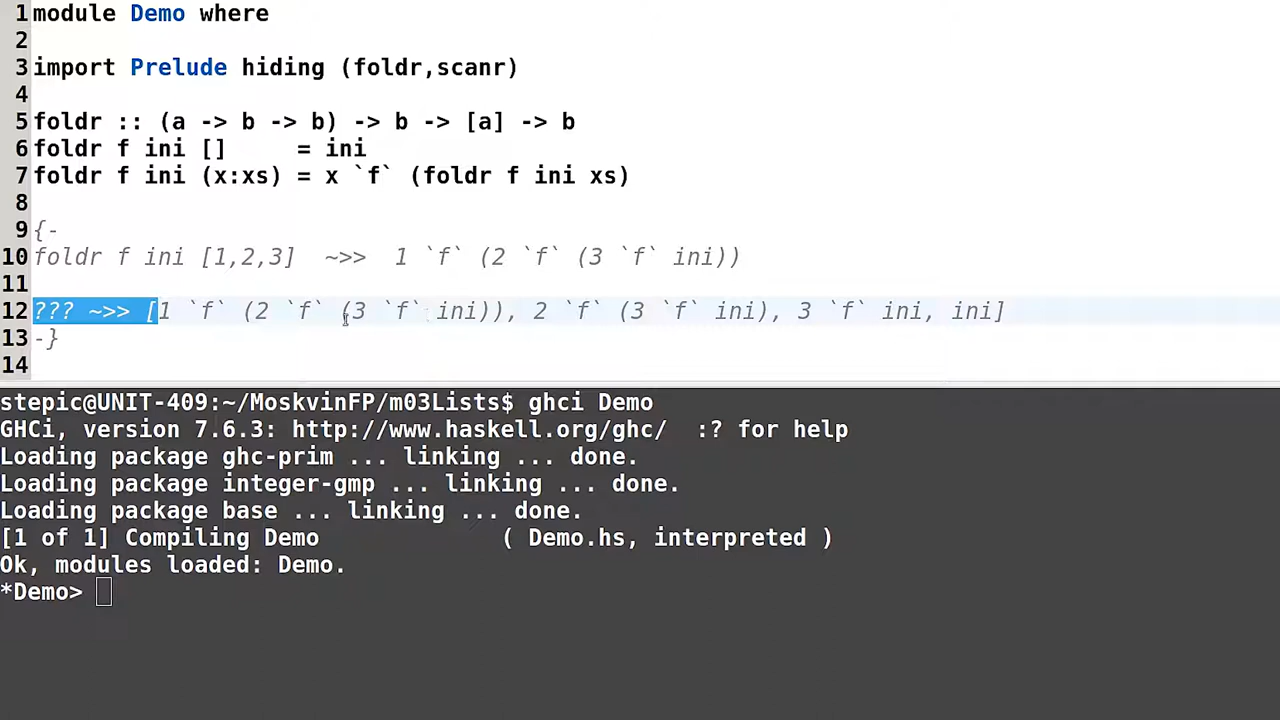 1 module Demo where
2
3 import Prelude hiding (foldr,scanr)
4
5 foldr :: (a -> b -> b) -> b -> [a] -> b
6 foldr f ini []     = ini
7 foldr f ini (x:xs) = x `f` (foldr f ini xs)
8
9 {-
10 foldr f ini [1,2,3]  ~>>  1 `f` (2 `f` (3 `f` ini))
11
12 ??? ~>> [1 `f` (2 `f` (3 `f` ini)), 2 `f` (3 `f` ini), 3 `f` ini, ini]
13 -}
14
stepic@UNIT-409:~/MoskvinFP/m03Lists$ ghci Demo
GHCi, version 7.6.3: http://www.haskell.org/ghc/  :? for help
Loading package ghc-prim ... linking ... done.
Loading package integer-gmp ... linking ... done.
Loading package base ... linking ... done.
[1 of 1] Compiling Demo             ( Demo.hs, interpreted )
Ok, modules loaded: Demo.
*Demo>